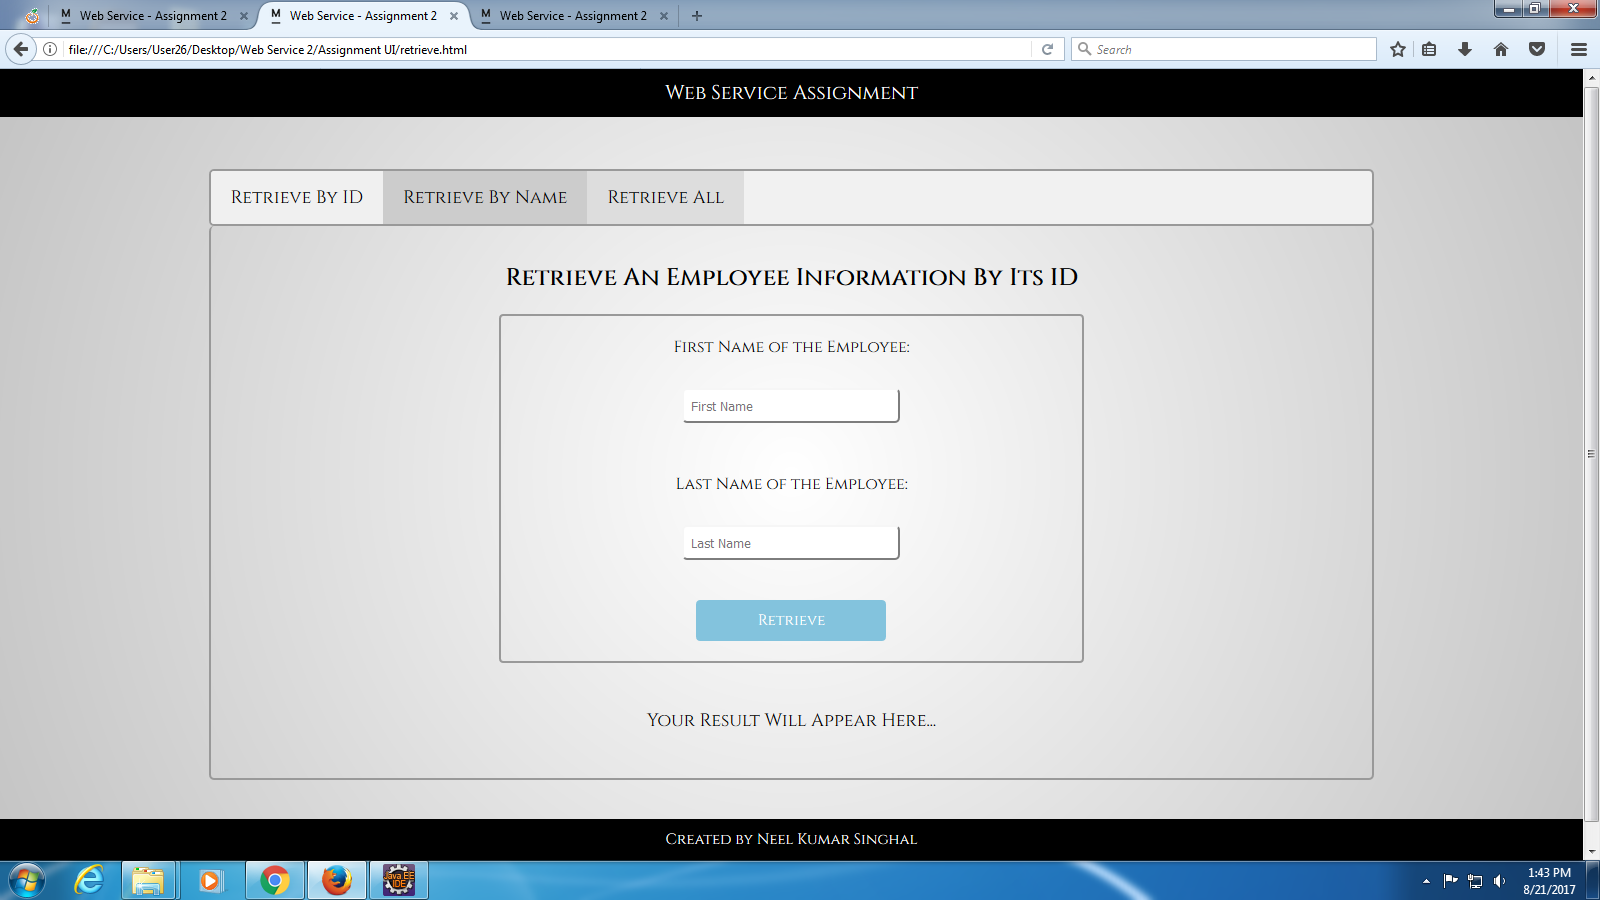 Web Service - Assignment 2
Web Service - Assignment 2
Web Service - Assignment 2
file:///C:/Users/User26/Desktop/Web Service 2/Assignment UI/retrieve.html
Search
Web Service Assignment
Retrieve By ID
Retrieve By Name
Retrieve All
Retrieve An Employee Information By Its ID
First Name of the Employee:
First Name
Last Name of the Employee:
Last Name
Retrieve
Your Result Will Appear Here...
Created by Neel Kumar Singhal
Java EE
IDE
1:43 PM
8/21/2017